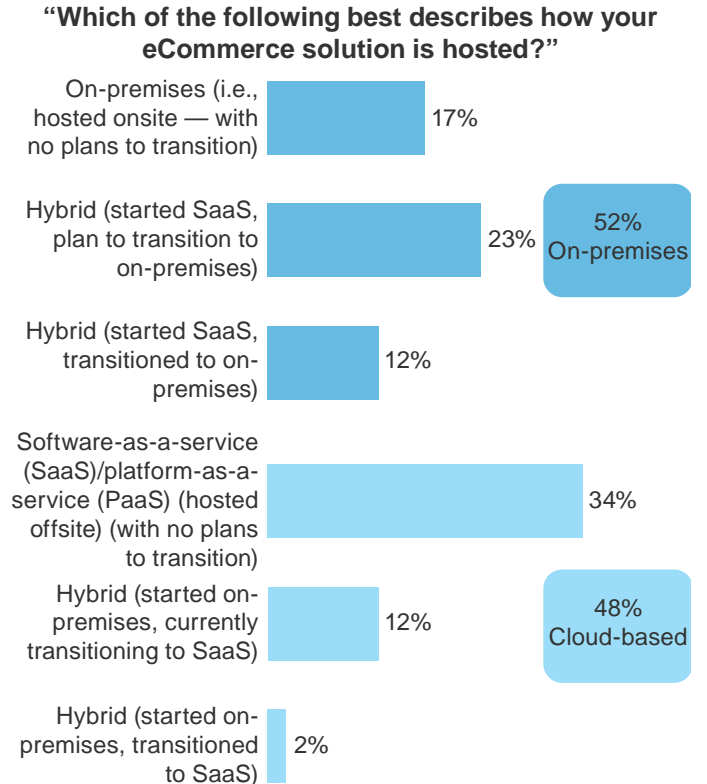 “Which of the following best describes how your
eCommerce solution is hosted?”
On-premises (i.e.,
hosted onsite — with
no plans to transition)
17%
Hybrid (started SaaS,
plan to transition to
on-premises)
23%
52%
On-premises
Hybrid (started SaaS,
transitioned to on-
premises)
12%
Software-as-a-service
(SaaS)/platform-as-a-
service (PaaS) (hosted
offsite) (with no plans
to transition)
34%
Hybrid (started on-
premises, currently
transitioning to SaaS)
12%
48%
Cloud-based
Hybrid (started on-
premises, transitioned
to SaaS)
2%